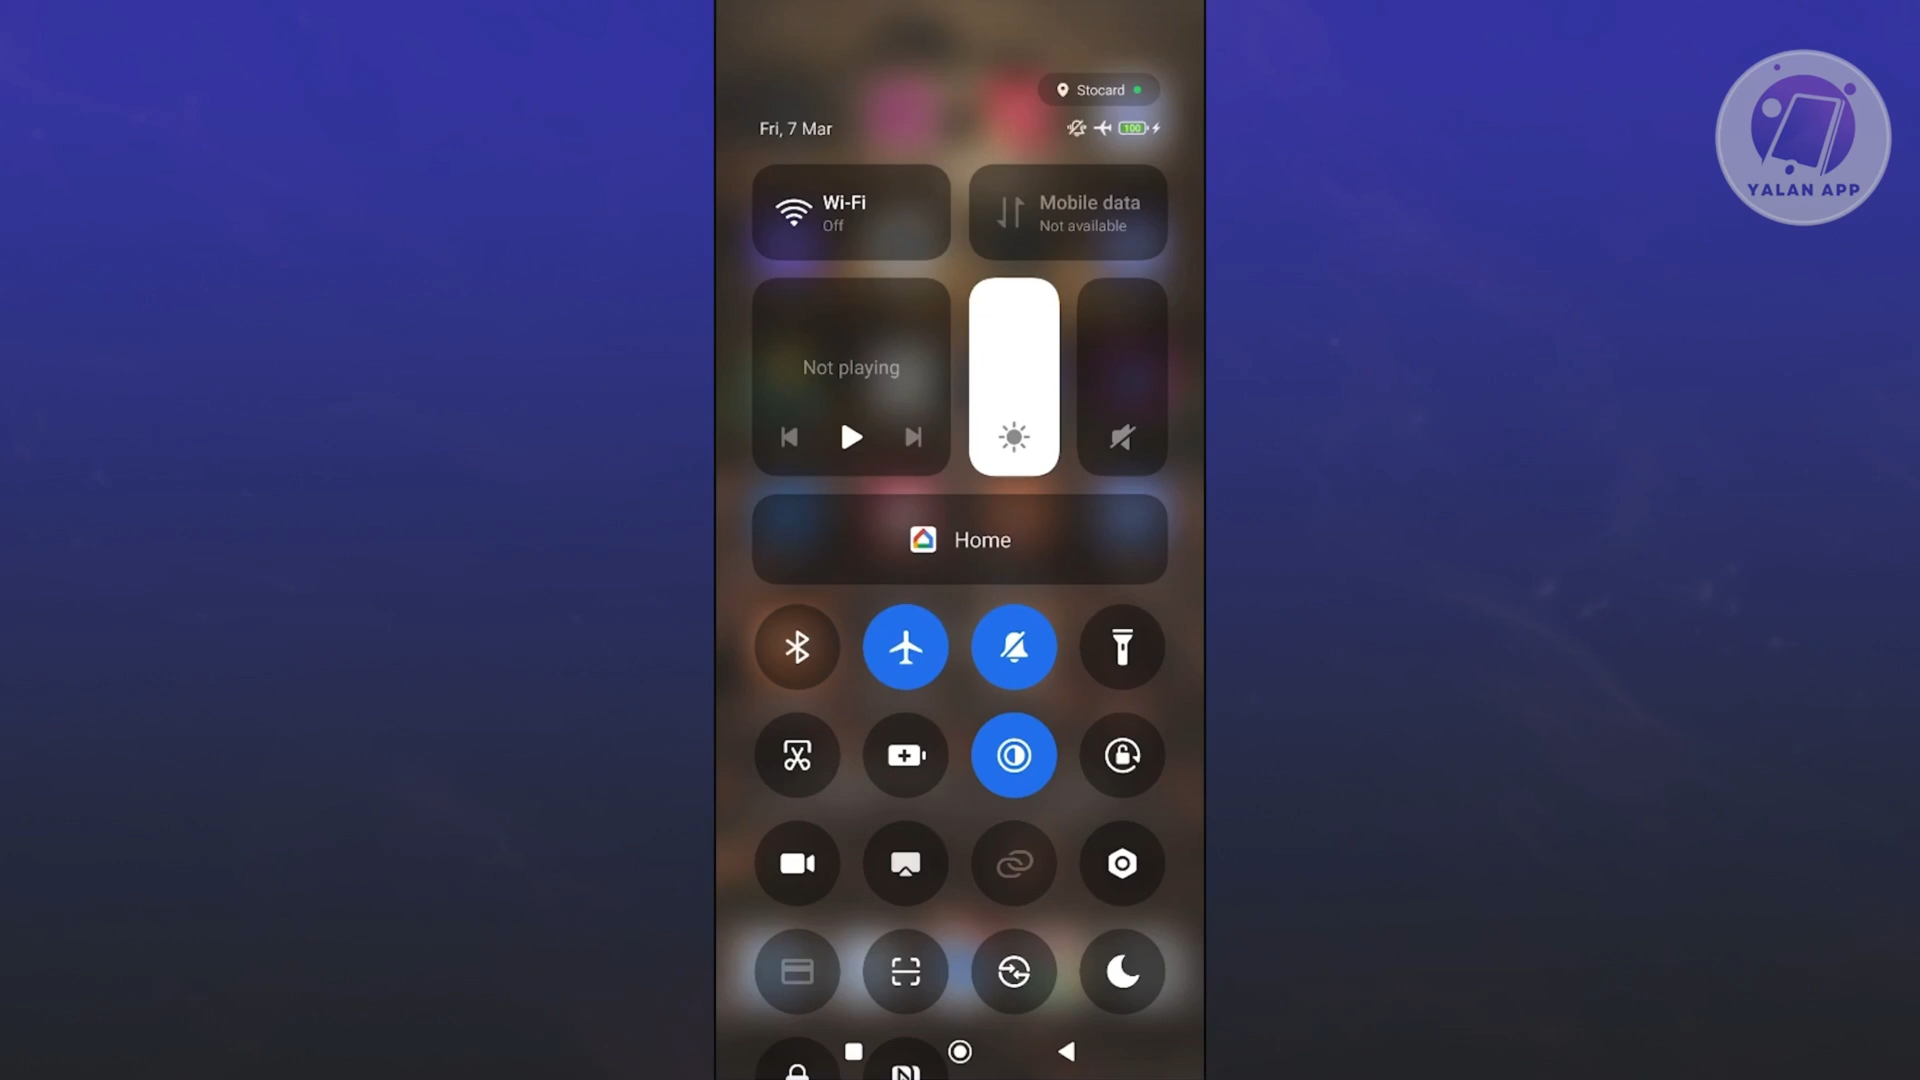 Stocard
Fri, 7 Mar
100
Wi-Fi
Off
Mobile data
Not available
Not playing
Home
YALAN APP